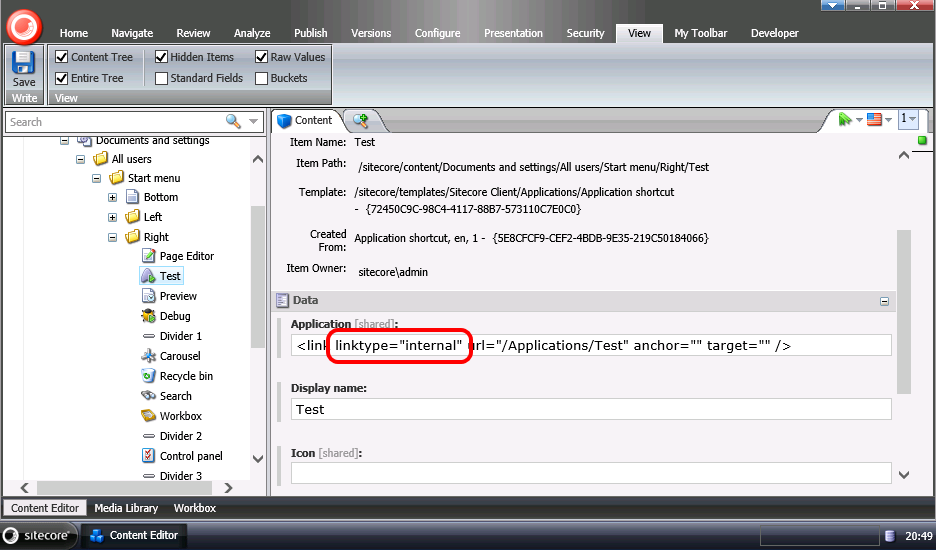 Home Navigate Review Analyze Publish Versions Configure Presentation Security View My Toolbar Developer
Save
Write
Content Tree Hidden Items Raw Values
Entire Tree Standard Fields Buckets
View
Search
Documents and settings
All users
Start menu
Bottom
Left
Right
Page Editor
Test
Preview
Debug
Divider 1
Carousel
Recycle bin
Search
Workbox
Divider 2
Control panel
Divider 3
Content
1
Item Name: Test
Item Path: /sitecore/content/Documents and settings/All users/Start menu/Right/Test
Template: /sitecore/templates/Sitecore Client/Applications/Application shortcut
- {72450C9C-98C4-4117-88B7-573110C7E0C0}
Created From: Application shortcut, en, 1 - {5E8CFCF9-CEF2-4BDB-9E35-219C50184066}
Item Owner: sitecore\admin
Data
Application [shared]:
<link linktype="internal" url="/Applications/Test" anchor="" target="" />
Display name:
Test
Icon [shared]:
Content Editor Media Library Workbox
sitecore Content Editor 20:49